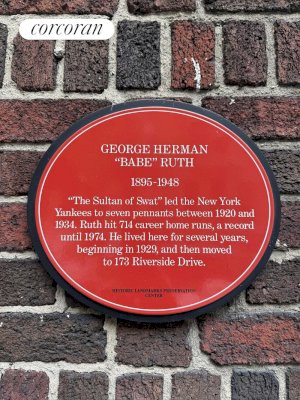 corcoran
GEORGE HERMAN
"BABE" RUTH
1895-1948
"The Sultan of Swat" led the New York
Yankees to seven pennants between 1920 and
1934. Ruth hit 714 career home runs, a record
until 1974. He lived here for several years,
beginning in 1929, and then moved
to 173 Riverside Drive.
HISTORIC LANDMARKS PRESERVATION
CENTER